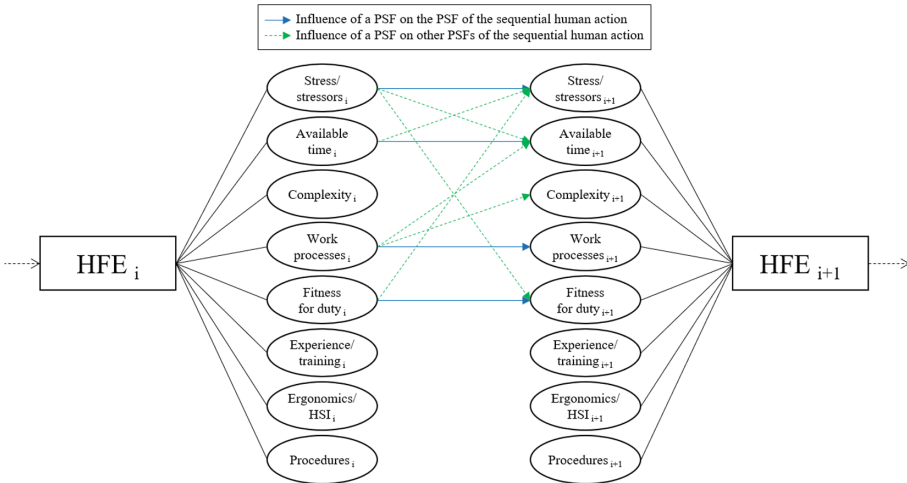 Influence of a PSF on the PSF of the sequential human action
Influence of a PSF on other PSFs of the sequential human action
Stress/
stressors i
Stress/
stressors i+1
Available
time i
Available
time i+1
Complexity i
Complexity i+1
Work
processes i
Work
processes i+1
HFE i
HFE i+1
Fitness
for duty i
Fitness
for duty i+1
Experience/
training i
Experience/
training i+1
Ergonomics/
HSI i
Ergonomics/
HSI i+1
Procedures i
Procedures i+1